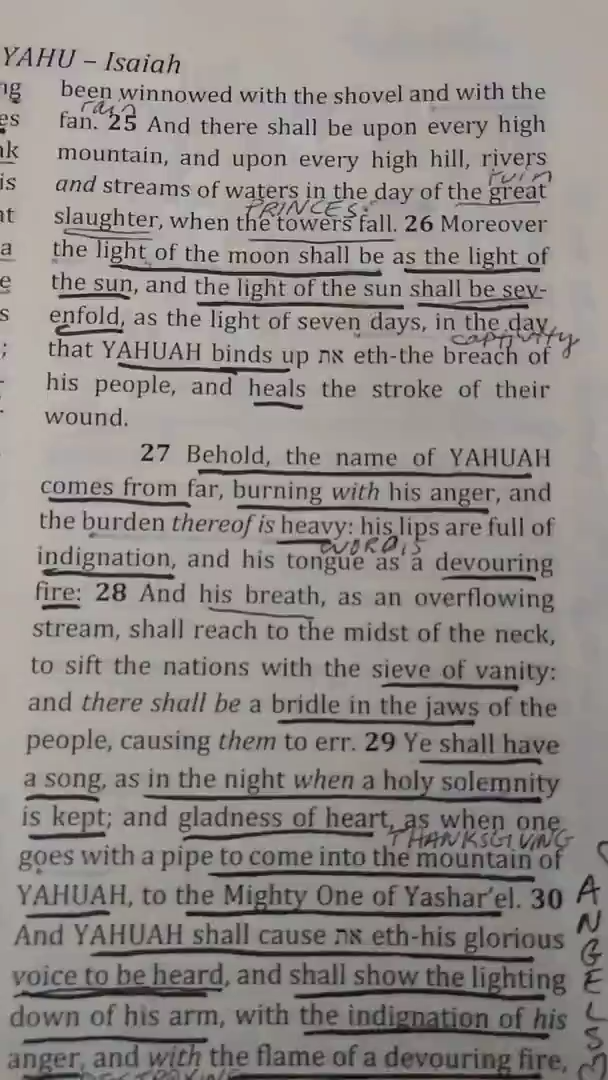 YAHU – Isaiah
been winnowed with the shovel and with the
rain
fan. 25 And there shall be upon every high
mountain, and upon every high hill, rivers
ruin
and streams of waters in the day of the great
PRINCES:
slaughter, when the towers fall. 26 Moreover
the light of the moon shall be as the light of
the sun, and the light of the sun shall be sev-
enfold, as the light of seven days, in the day
captivity
that YAHUAH binds up את eth-the breach of
his people, and heals the stroke of their
wound.
27 Behold, the name of YAHUAH
comes from far, burning with his anger, and
the burden thereof is heavy: his lips are full of
WORD IS
indignation, and his tongue as a devouring
fire: 28 And his breath, as an overflowing
stream, shall reach to the midst of the neck,
to sift the nations with the sieve of vanity:
and there shall be a bridle in the jaws of the
people, causing them to err. 29 Ye shall have
a song, as in the night when a holy solemnity
is kept; and gladness of heart, as when one
THANKSGIVING
goes with a pipe to come into the mountain of
YAHUAH, to the Mighty One of Yashar'el. 30
And YAHUAH shall cause את eth-his glorious
voice to be heard, and shall show the lighting
down of his arm, with the indignation of his
anger, and with the flame of a devouring fire,
ANGELS